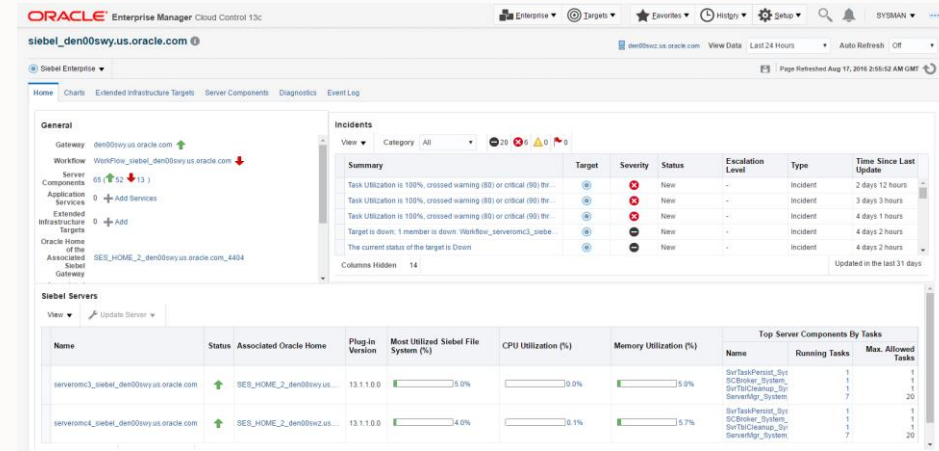 ORACLE Enterprise Manager Cloud Control 13c
Enterprise Targets Favorites History Setup SYSMAN
siebel_den00swy.us.oracle.com
den00swz.us.oracle.com View Data Last 24 Hours Auto Refresh Off
Siebel Enterprise
Page Refreshed Aug 17, 2016 2:55:52 AM GMT
Home Charts Extended Infrastructure Targets Server Components Diagnostics Event Log
General
Gateway den00swy.us.oracle.com
Workflow WorkFlow_siebel_den00swy.us.oracle.com
Server Components 65 ( 52 13 )
Application Services 0 Add Services
Extended Infrastructure Targets 0 Add
Oracle Home of the Associated Siebel Gateway SES_HOME_2_den00swy.us.oracle.com_4404
Incidents
View Category All 20 6 0 0
Summary Target Severity Status Escalation Level Type Time Since Last Update
Task Utilization is 100%, crossed warning (80) or critical (90) thr... New - Incident 2 days 12 hours
Task Utilization is 100%, crossed warning (80) or critical (90) thr... New - Incident 3 days 3 hours
Task Utilization is 100%, crossed warning (80) or critical (90) thr... New - Incident 4 days 1 hours
Target is down; 1 member is down: Workflow_serveromc3_siebe... New - Incident 4 days 2 hours
The current status of the target is Down New - Incident 4 days 2 hours
Columns Hidden 14
Updated in the last 31 days
Siebel Servers
View Update Server
Name Status Associated Oracle Home Plug-in Version Most Utilized Siebel File System (%) CPU Utilization (%) Memory Utilization (%) Top Server Components By Tasks
Name Running Tasks Max. Allowed Tasks
serveromc3_siebel_den00swy.us.oracle.com SES_HOME_2_den00swy.us.... 13.1.1.0.0 5.0% 0.0% 5.0%
SvrTaskPersist_Sys 1 1
SCBroker_System_ 1 1
SvrTblCleanup_Sys 1 1
ServerMgr_System 7 20
serveromc4_siebel_den00swy.us.oracle.com SES_HOME_2_den00swz.us.... 13.1.1.0.0 4.0% 0.1% 5.7%
SvrTaskPersist_Sys 1 1
SCBroker_System_ 1 1
SvrTblCleanup_Sys 1 1
ServerMgr_System 7 20